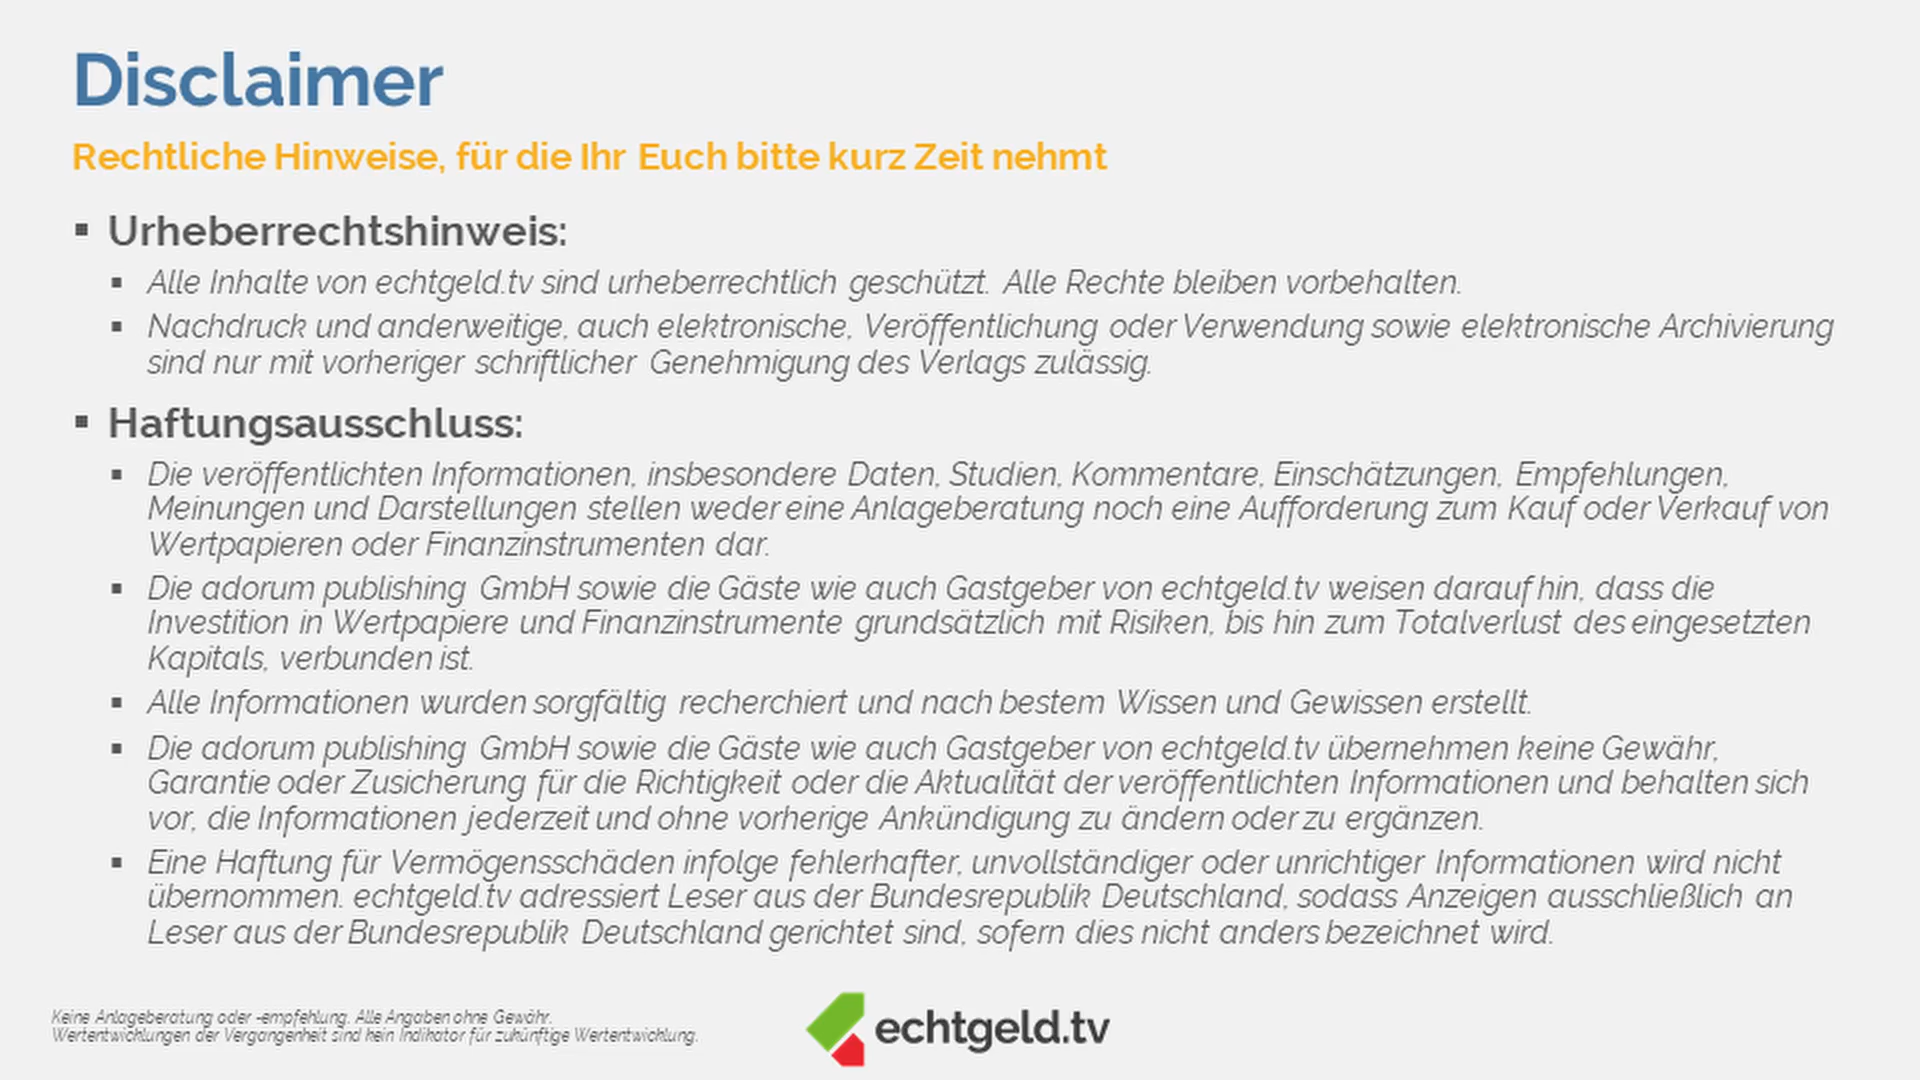 Disclaimer
Rechtliche Hinweise, für die Ihr Euch bitte kurz Zeit nehmt
▪ Urheberrechtshinweis:
▪ Alle Inhalte von echtgeld.tv sind urheberrechtlich geschützt. Alle Rechte bleiben vorbehalten.
▪ Nachdruck und anderweitige, auch elektronische, Veröffentlichung oder Verwendung sowie elektronische Archivierung
sind nur mit vorheriger schriftlicher Genehmigung des Verlags zulässig.
▪ Haftungsausschluss:
▪ Die veröffentlichten Informationen, insbesondere Daten, Studien, Kommentare, Einschätzungen, Empfehlungen,
Meinungen und Darstellungen stellen weder eine Anlageberatung noch eine Aufforderung zum Kauf oder Verkauf von
Wertpapieren oder Finanzinstrumenten dar.
▪ Die adorum publishing GmbH sowie die Gäste wie auch Gastgeber von echtgeld.tv weisen darauf hin, dass die
Investition in Wertpapiere und Finanzinstrumente grundsätzlich mit Risiken, bis hin zum Totalverlust des eingesetzten
Kapitals, verbunden ist.
▪ Alle Informationen wurden sorgfältig recherchiert und nach bestem Wissen und Gewissen erstellt.
▪ Die adorum publishing GmbH sowie die Gäste wie auch Gastgeber von echtgeld.tv übernehmen keine Gewähr,
Garantie oder Zusicherung für die Richtigkeit oder die Aktualität der veröffentlichten Informationen und behalten sich
vor, die Informationen jederzeit und ohne vorherige Ankündigung zu ändern oder zu ergänzen.
▪ Eine Haftung für Vermögensschäden infolge fehlerhafter, unvollständiger oder unrichtiger Informationen wird nicht
übernommen. echtgeld.tv adressiert Leser aus der Bundesrepublik Deutschland, sodass Anzeigen ausschließlich an
Leser aus der Bundesrepublik Deutschland gerichtet sind, sofern dies nicht anders bezeichnet wird.
Keine Anlageberatung oder -empfehlung. Alle Angaben ohne Gewähr.
Wertentwicklungen der Vergangenheit sind kein Indikator für zukünftige Wertentwicklung.
echtgeld.tv